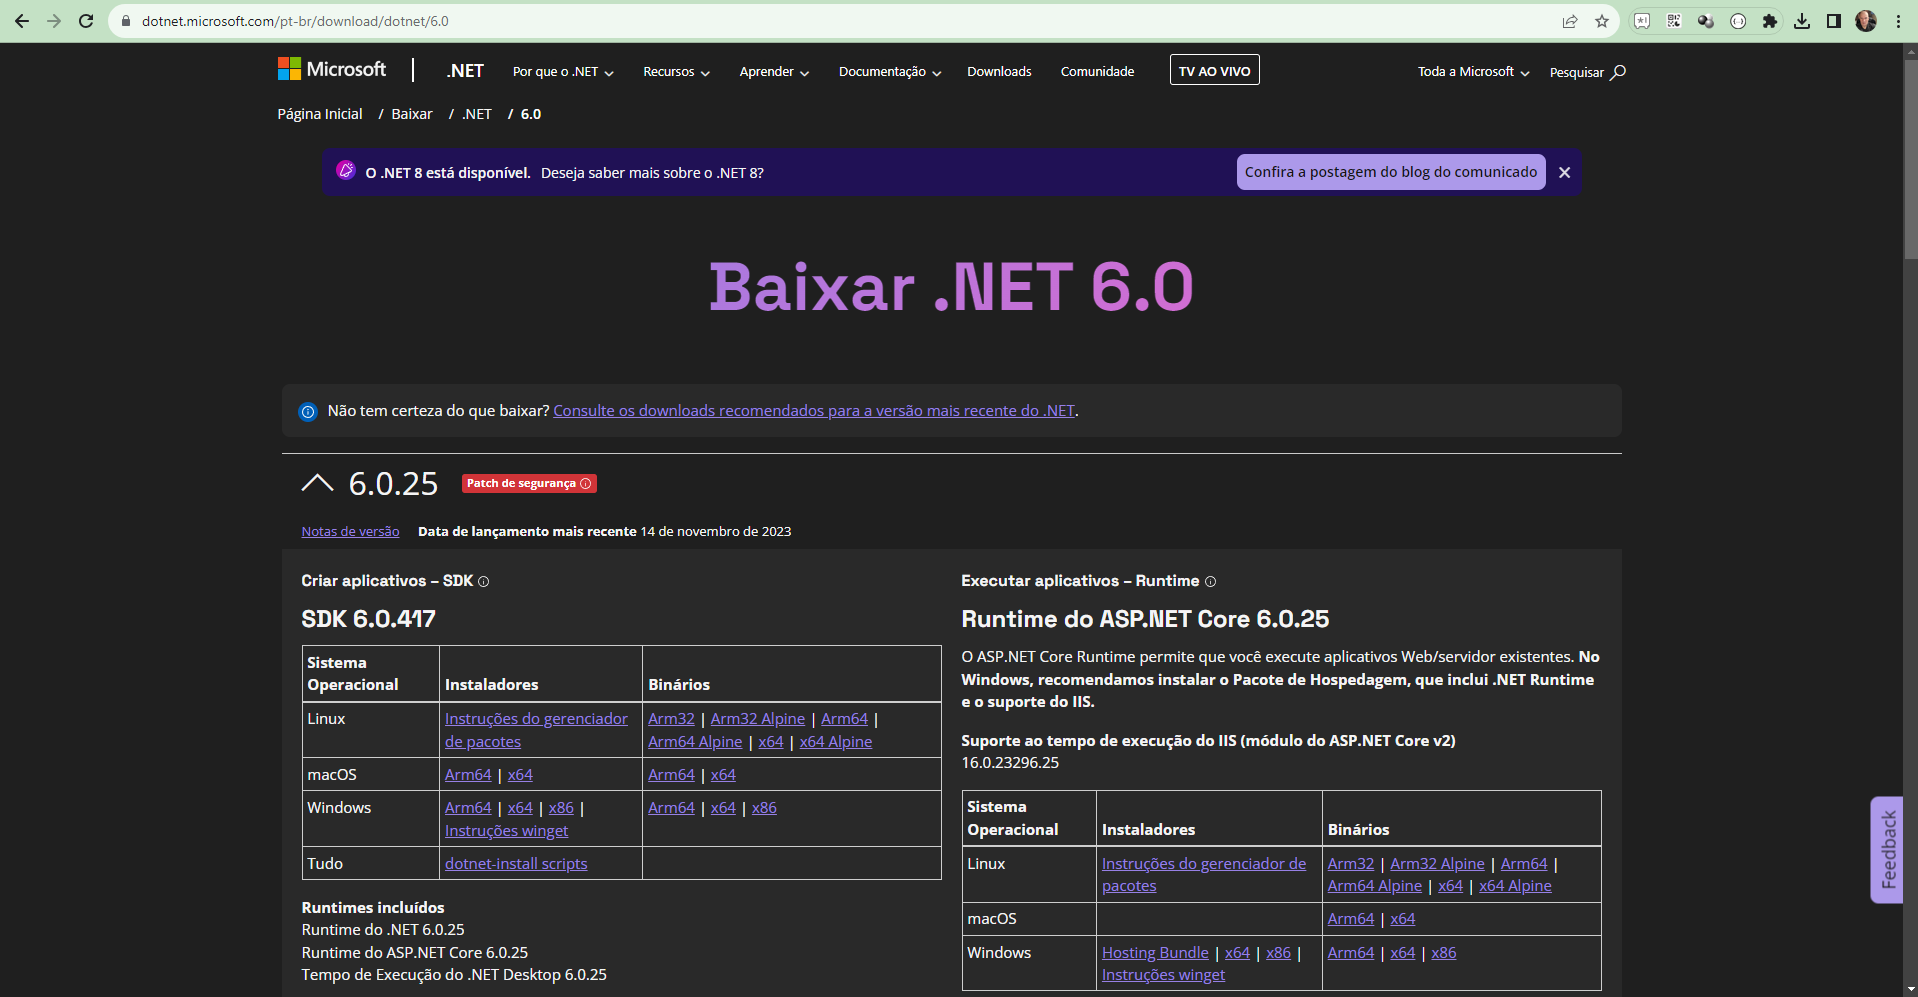 dotnet.microsoft.com/pt-br/download/dotnet/6.0
Microsoft
.NET
Por que o .NET
Recursos
Aprender
Documentação
Downloads
Comunidade
TV AO VIVO
Toda a Microsoft
Pesquisar
Página Inicial / Baixar / .NET / 6.0
O .NET 8 está disponível. Deseja saber mais sobre o .NET 8?
Confira a postagem do blog do comunicado
Baixar .NET 6.0
Não tem certeza do que baixar? Consulte os downloads recomendados para a versão mais recente do .NET.
6.0.25
Patch de segurança
Notas de versão
Data de lançamento mais recente 14 de novembro de 2023
Criar aplicativos – SDK
SDK 6.0.417
Sistema
Operacional
Instaladores
Binários
Linux
Instruções do gerenciador
de pacotes
Arm32 | Arm32 Alpine | Arm64 |
Arm64 Alpine | x64 | x64 Alpine
macOS
Arm64 | x64
Arm64 | x64
Windows
Arm64 | x64 | x86 |
Instruções winget
Arm64 | x64 | x86
Tudo
dotnet-install scripts
Runtimes incluídos
Runtime do .NET 6.0.25
Runtime do ASP.NET Core 6.0.25
Tempo de Execução do .NET Desktop 6.0.25
Executar aplicativos – Runtime
Runtime do ASP.NET Core 6.0.25
O ASP.NET Core Runtime permite que você execute aplicativos Web/servidor existentes. No
Windows, recomendamos instalar o Pacote de Hospedagem, que inclui .NET Runtime
e o suporte do IIS.
Suporte ao tempo de execução do IIS (módulo do ASP.NET Core v2)
16.0.23296.25
Sistema
Operacional
Instaladores
Binários
Linux
Instruções do gerenciador de
pacotes
Arm32 | Arm32 Alpine | Arm64 |
Arm64 Alpine | x64 | x64 Alpine
macOS
Arm64 | x64
Windows
Hosting Bundle | x64 | x86 |
Instruções winget
Arm64 | x64 | x86
Feedback